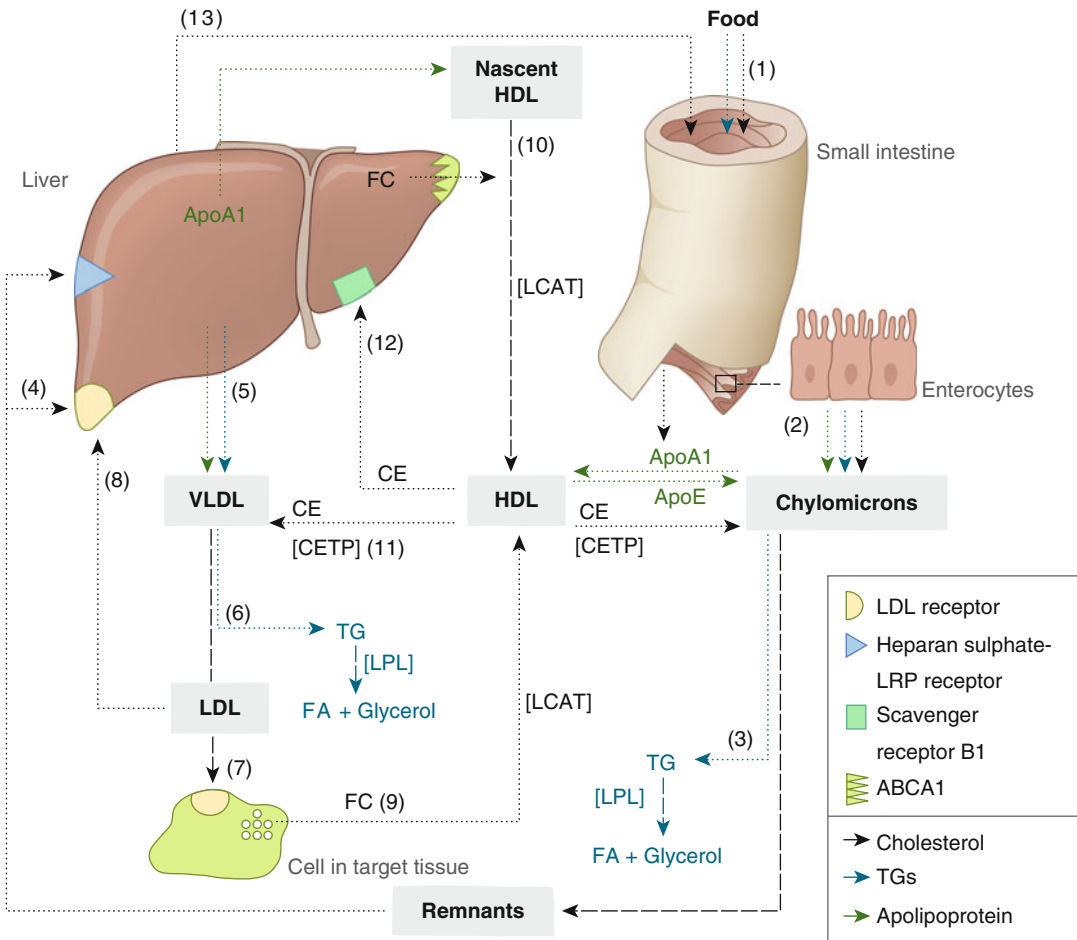 (13)
Food
(1)
Nascent
HDL
(10)
Small intestine
Liver
FC
ApoA1
[LCAT]
(12)
(4)
(5)
Enterocytes
(2)
(8)
ApoA1
ApoE
CE
VLDL
HDL
Chylomicrons
CE
[CETP] (11)
CE
[CETP]
(6)
TG
[LPL]
FA + Glycerol
LDL
[LCAT]
(3)
TG
[LPL]
FA + Glycerol
(7)
FC (9)
Cell in target tissue
Remnants
LDL receptor
Heparan sulphate-
LRP receptor
Scavenger
receptor B1
ABCA1
Cholesterol
TGs
Apolipoprotein